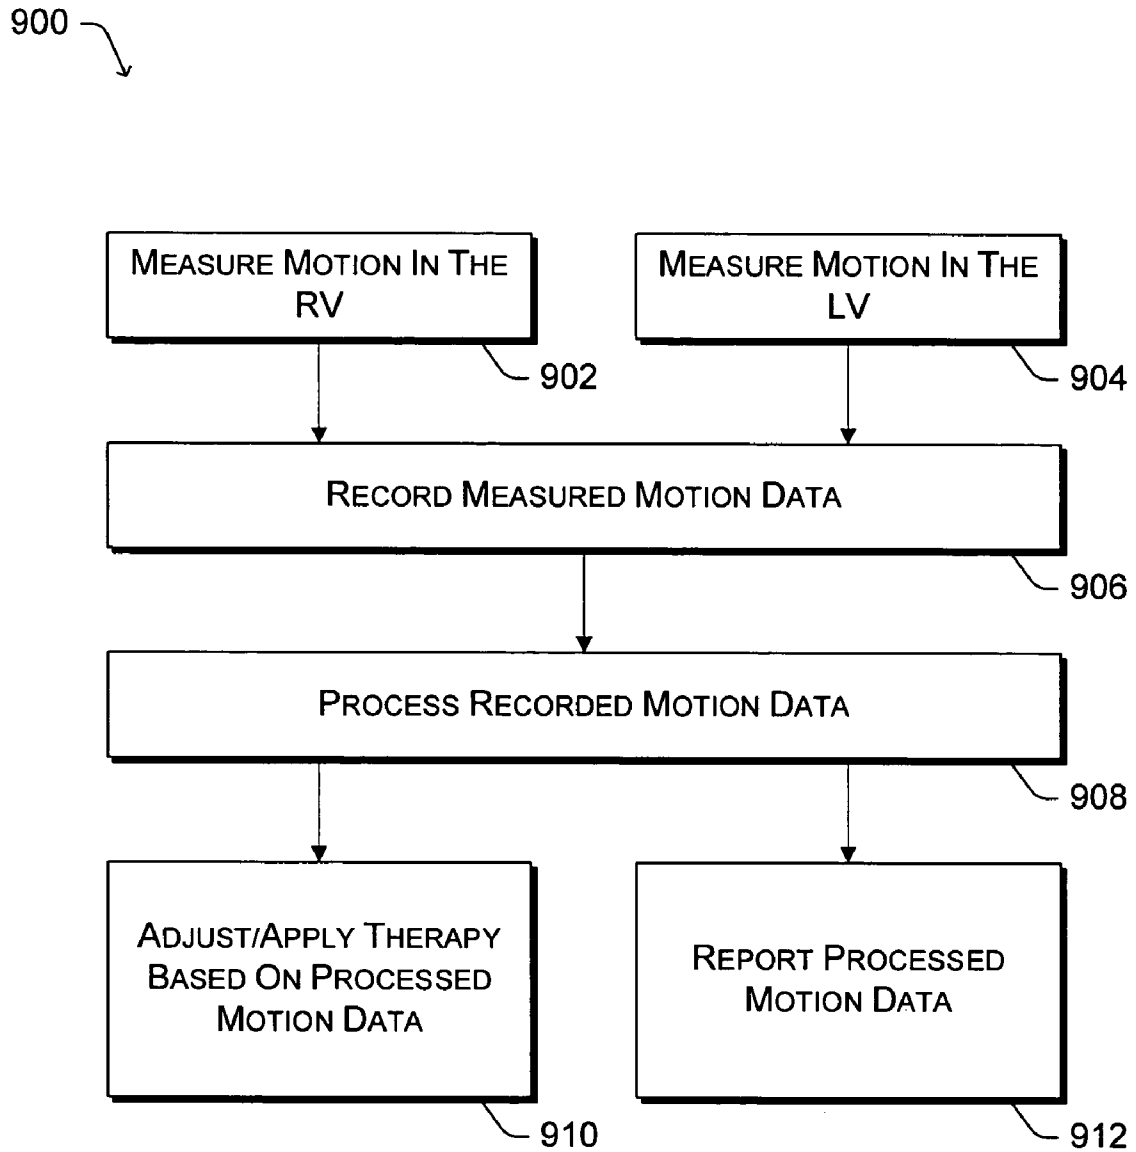 900
MEASURE MOTION IN THE
RV
902
MEASURE MOTION IN THE
LV
904
RECORD MEASURED MOTION DATA
906
PROCESS RECORDED MOTION DATA
908
ADJUST/APPLY THERAPY
BASED ON PROCESSED
MOTION DATA
910
REPORT PROCESSED
MOTION DATA
912